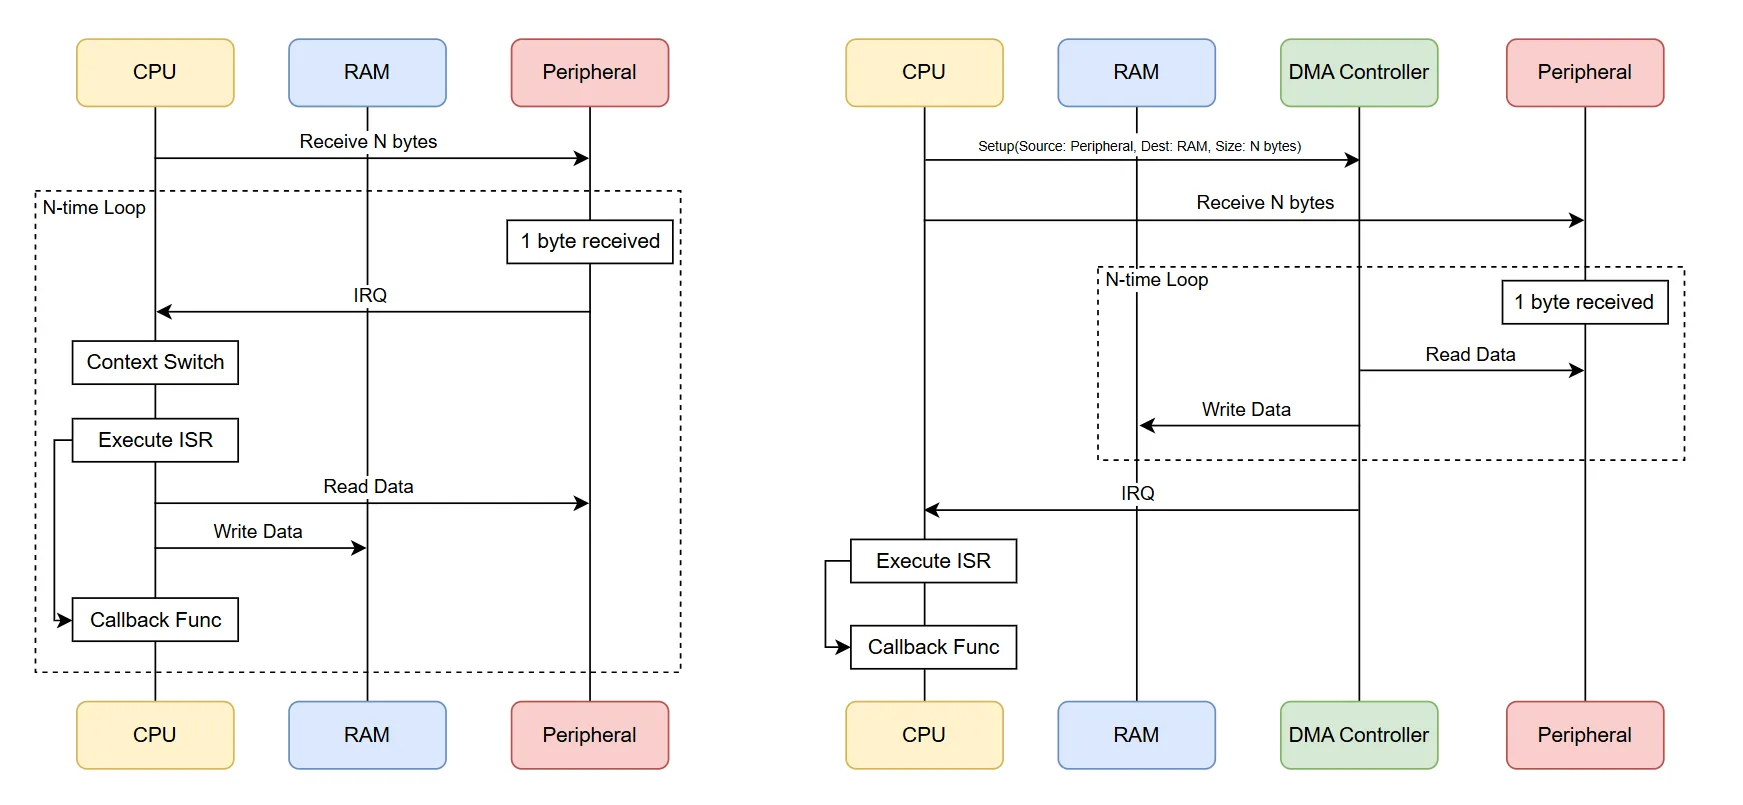 CPU
RAM
Peripheral
Receive N bytes
N-time Loop
1 byte received
IRQ
Context Switch
Execute ISR
Read Data
Write Data
Callback Func
CPU
RAM
Peripheral
CPU
RAM
DMA Controller
Peripheral
Setup(Source: Peripheral, Dest: RAM, Size: N bytes)
Receive N bytes
N-time Loop
1 byte received
Read Data
Write Data
IRQ
Execute ISR
Callback Func
CPU
RAM
DMA Controller
Peripheral